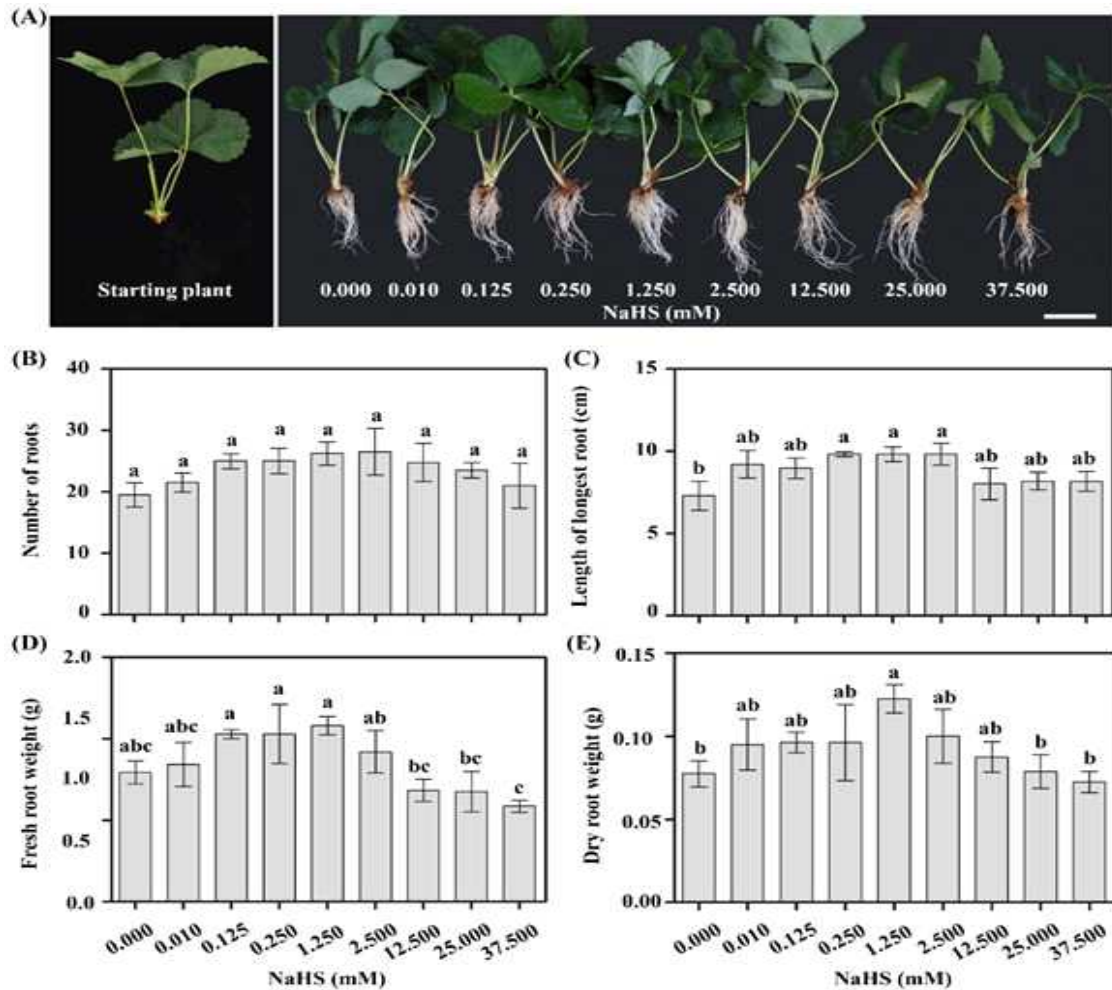 (A)
Starting plant
0.000 0.010 0.125 0.250 1.250 2.500 12.500 25.000 37.500
NaHS (mM)
(B)
Number of roots
40
30
20
10
0
a a a a a a a a a
(C)
Length of longest root (cm)
15
10
5
0
b ab ab a a a ab ab ab
(D)
Fresh root weight (g)
2.0
1.5
1.0
0.5
0.0
abc abc a a a ab bc bc c
0.000 0.010 0.125 0.250 1.250 2.500 12.500 25.000 37.500
NaHS (mM)
(E)
Dry root weight (g)
0.15
0.10
0.05
0.00
b ab ab ab a ab ab b b
0.000 0.010 0.125 0.250 1.250 2.500 12.500 25.000 37.500
NaHS (mM)